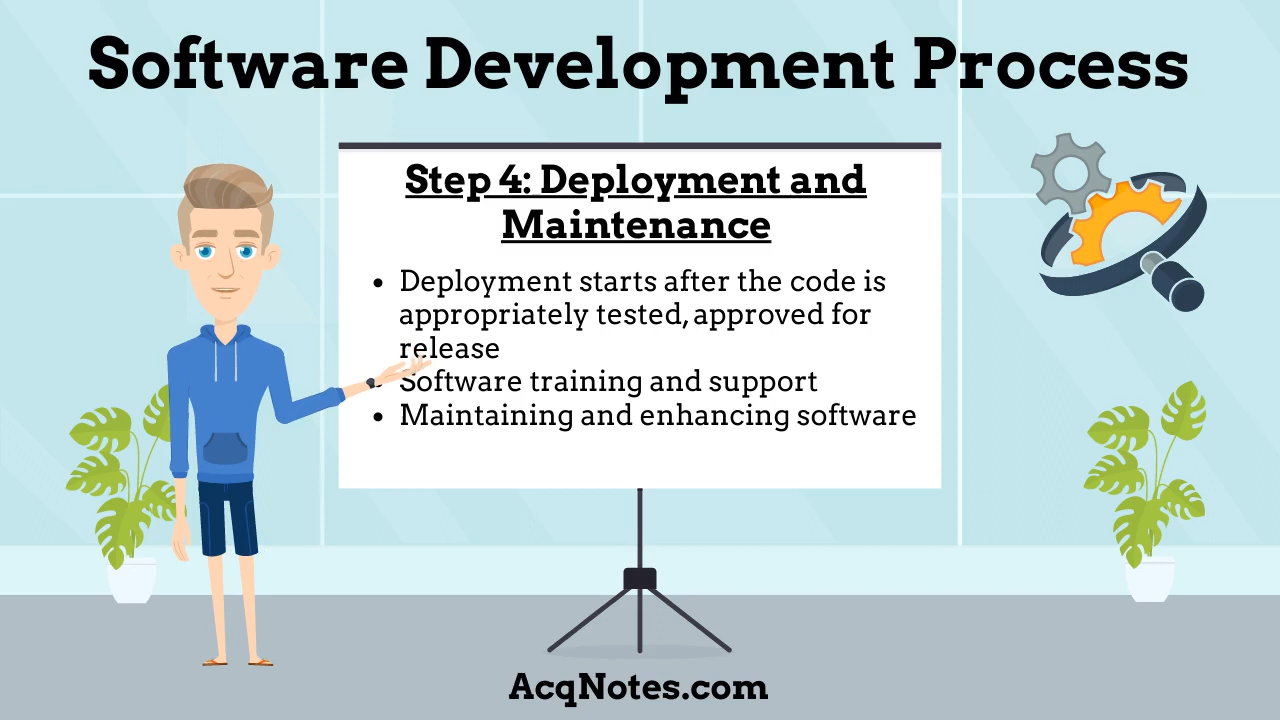 Software Development Process
Step 4: Deployment and
Maintenance
• Deployment starts after the code is
appropriately tested, approved for
release
Software training and support
• Maintaining and enhancing software
AcqNotes.com